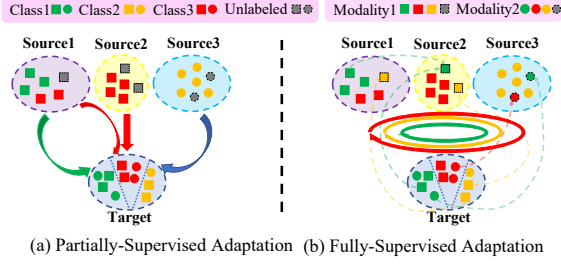 Class1 Class2 Class3 Unlabeled
Modality1 Modality2
Source1 Source2 Source3
Source1 Source2 Source3
Target
Target
(a) Partially-Supervised Adaptation
(b) Fully-Supervised Adaptation